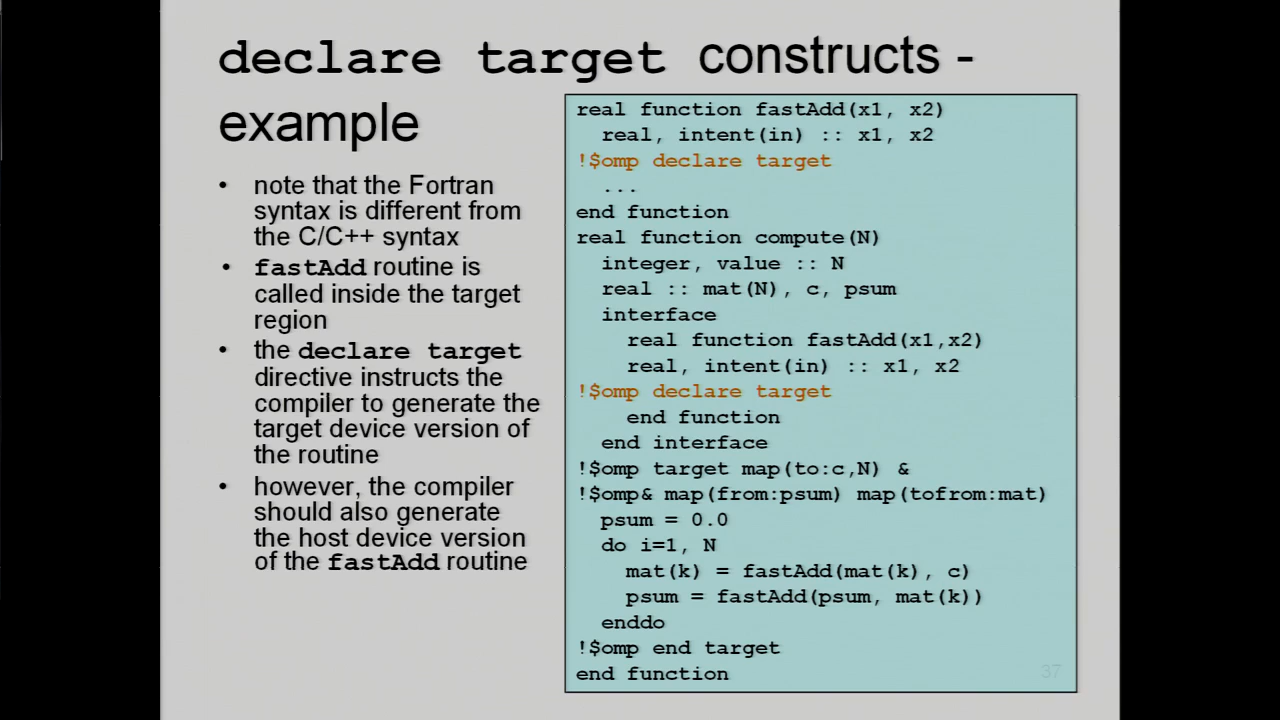 declare target constructs -
example
• note that the Fortran
syntax is different from
the C/C++ syntax
• fastAdd routine is
called inside the target
region
• the declare target
directive instructs the
compiler to generate the
target device version of
the routine
• however, the compiler
should also generate
the host device version
of the fastAdd routine
real function fastAdd(x1, x2)
  real, intent(in) :: x1, x2
!$omp declare target
  ...
end function
real function compute(N)
  integer, value :: N
  real :: mat(N), c, psum
  interface
    real function fastAdd(x1,x2)
    real, intent(in) :: x1, x2
!$omp declare target
    end function
  end interface
!$omp target map(to:c,N) &
!$omp& map(from:psum) map(tofrom:mat)
  psum = 0.0
  do i=1, N
    mat(k) = fastAdd(mat(k), c)
    psum = fastAdd(psum, mat(k))
  enddo
!$omp end target
end function
37